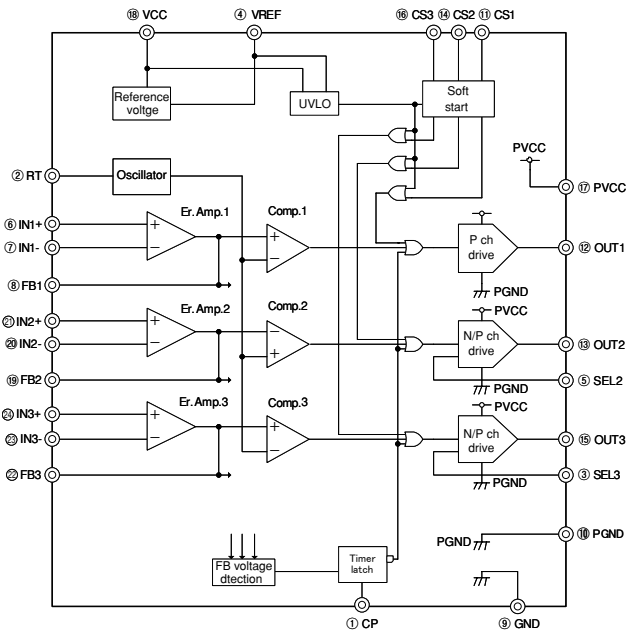 ⑱ VCC
④ VREF
⑯ CS3 ⑭ CS2 ⑪ CS1
Reference
voltge
UVLO
Soft
start
PVCC
② RT
Oscillator
⑰ PVCC
⑥ IN1+
⑦ IN1-
Er.Amp.1
Comp.1
+
−
+
−
P ch
drive
⑫ OUT1
⑧ FB1
PGND
㉑ IN2+
⑳ IN2-
Er.Amp.2
Comp.2
+
−
−
+
PVCC
N/P ch
drive
⑬ OUT2
⑲ FB2
PGND
⑤ SEL2
㉔ IN3+
㉓ IN3-
Er.Amp.3
Comp.3
+
−
+
−
PVCC
N/P ch
drive
⑮ OUT3
㉒ FB3
PGND
③ SEL3
PGND
⑩ PGND
FB voltage
dtection
Timer
latch
① CP
⑨ GND